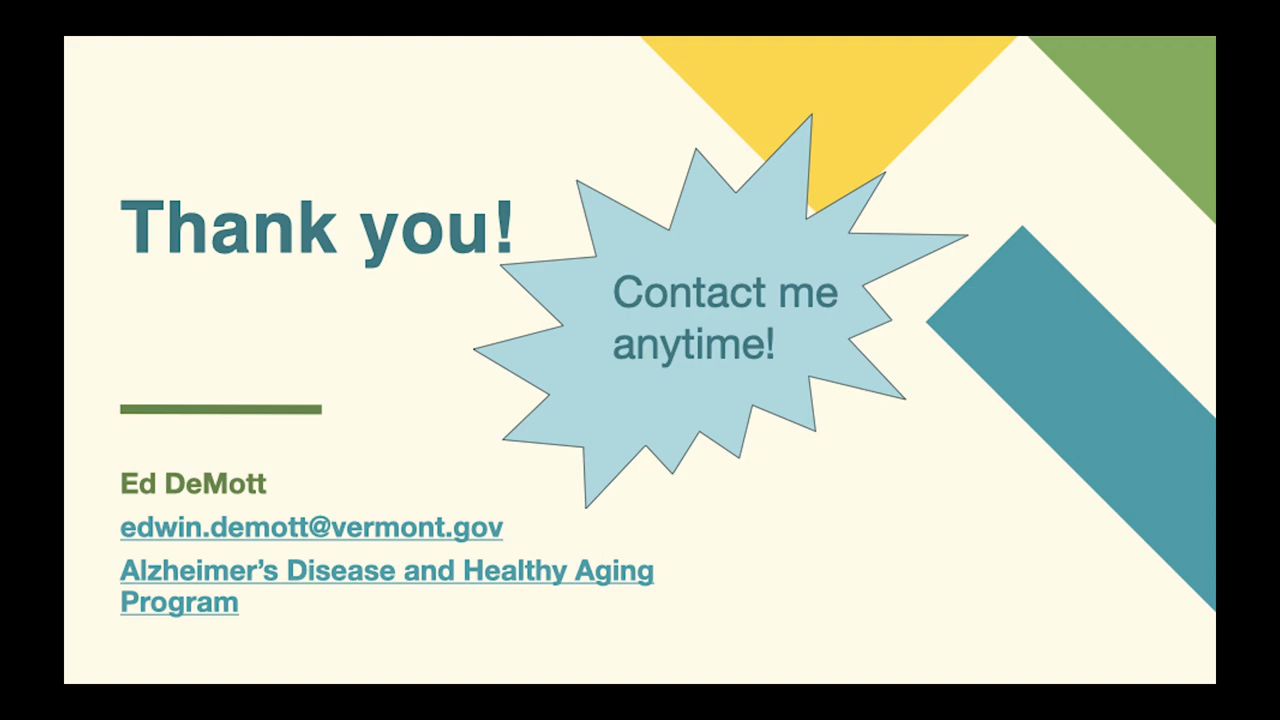 Thank you!
Contact me
anytime!
Ed DeMott
edwin.demott@vermont.gov
Alzheimer’s Disease and Healthy Aging
Program